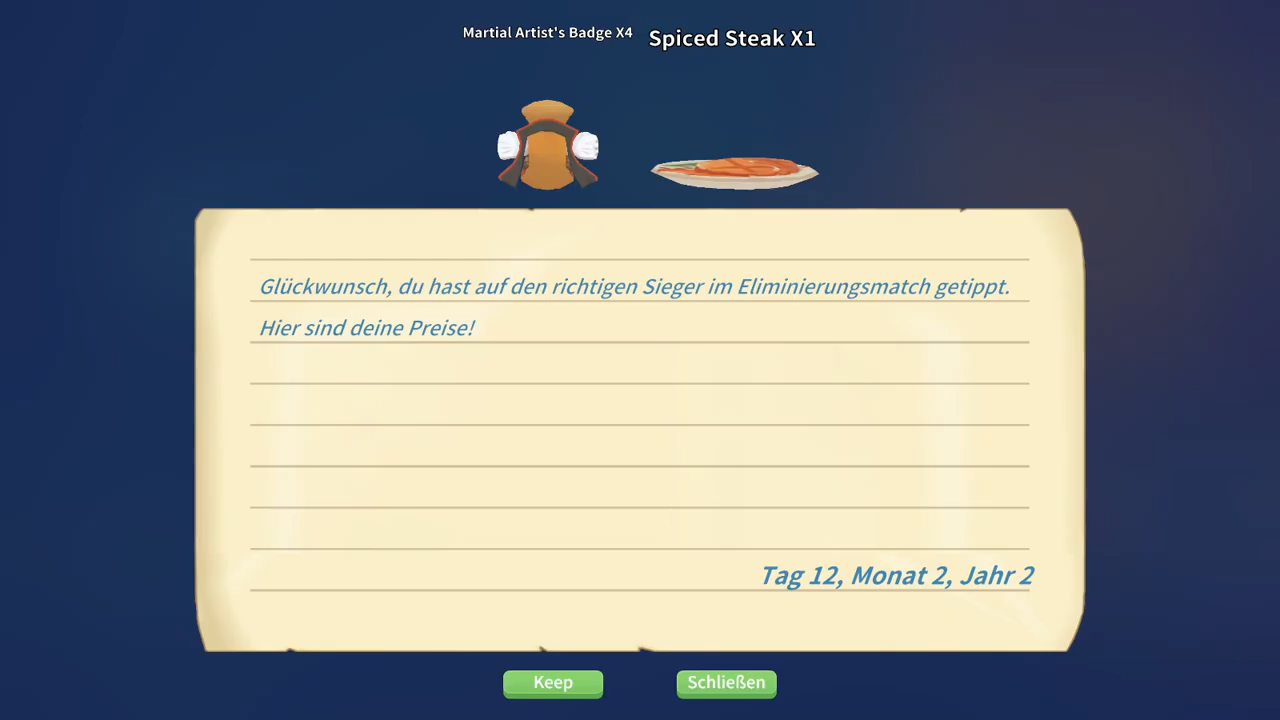 Martial Artist's Badge X4 Spiced Steak X1
Glückwunsch, du hast auf den richtigen Sieger im Eliminierungsmatch getippt.
Hier sind deine Preise!
Tag 12, Monat 2, Jahr 2
Keep Schließen